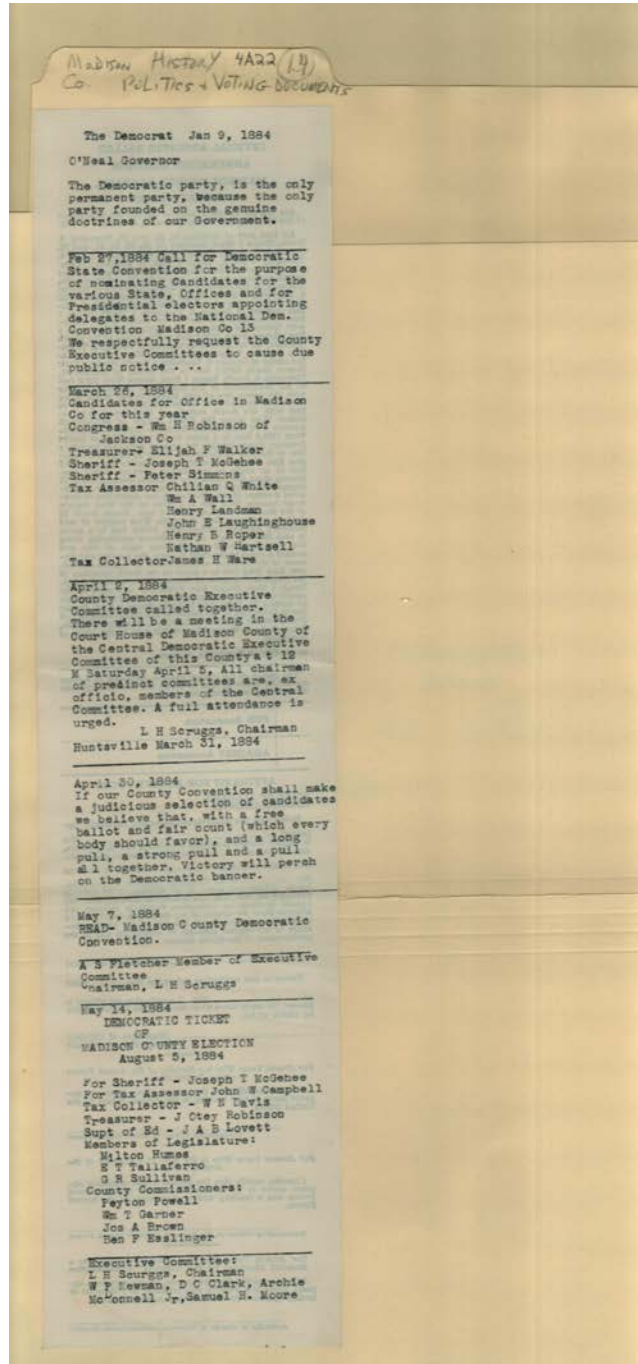 Madison History 4A22 (14)
Co. Politics + Voting Documents
The Democrat Jan 9, 1884
O'Neal Governor
The Democratic party, is the only
permanent party, because the only
party founded on the genuine
doctrines of our Government.
Feb 27,1884 Call for Democratic
State Convention for the purpose
of nominating Candidates for the
various State, Offices and for
Presidential electors appointing
delegates to the National Dem.
Convention Madison Co 13
We respectfully request the County
Executive Committees to cause due
public notice . ..
March 26, 1884
Candidates for Office in Madison
Co for this year
Congress - Wm H Robinson of
Jackson Co
Treasurer- Elijah F Walker
Sheriff - Joseph T McGehee
Sheriff - Peter Simmons
Tax Assessor Chilian Q White
Wm A Wall
Henry Landman
John E Laughinghouse
Henry B Roper
Nathan W Hartsell
Tax CollectorJames H Ware
April 2, 1884
County Democratic Executive
Committee called together.
There will be a meeting in the
Court House of Madison County of
the Central Democratic Executive
Committee of this County at 12
M Saturday April 5, All chairman
of predinct committees are, ex
officio, members of the Central
Committee. A full attendance is
urged.
L H Scruggs, Chairman
Huntsville March 31, 1884
April 30, 1884
If our County Convention shall make
a judicious selection of candidates
we believe that, with a free
ballot and fair count (which every
body should favor), and a long
pull, a strong pull and a pull
all together, Victory will perch
on the Democratic banner.
May 7, 1884
READ- Madison County Democratic
Convention.
A S Fletcher Member of Executive
Committee
Chairman, L H Scruggs
May 14, 1884
DEMOCRATIC TICKET
OF
MADISON COUNTY ELECTION
August 5, 1884
For Sheriff - Joseph T McGehee
For Tax Assessor John W Campbell
Tax Collector - W N Davis
Treasurer - J Otey Robinson
Supt of Ed - J A B Lovett
Members of Legislature:
Milton Humes
E T Taliaferro
G R Sullivan
County Commissioners:
Peyton Powell
Wm T Garner
Jos A Brown
Ben F Esslinger
Executive Committee:
L H Scurggs, Chairman
W P Newman, D C Clark, Archie
McConnell Jr,Samuel H. Moore